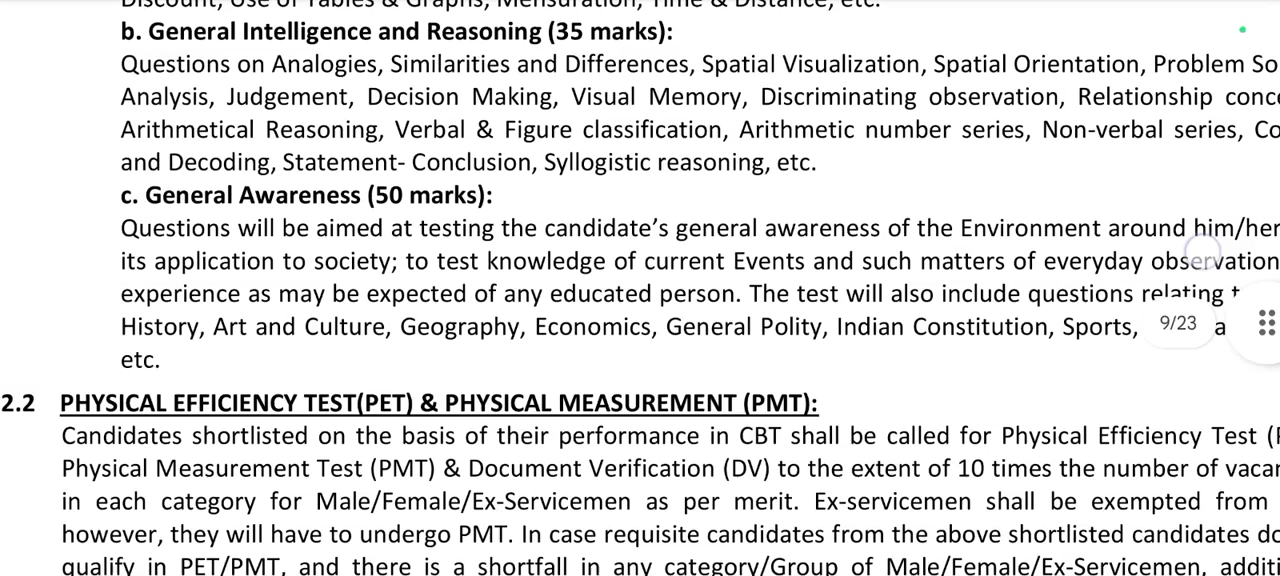 Discount, Use of Tables & Graphs, Mensuration, Time & Distance, etc.
b. General Intelligence and Reasoning (35 marks):
Questions on Analogies, Similarities and Differences, Spatial Visualization, Spatial Orientation, Problem So
Analysis, Judgement, Decision Making, Visual Memory, Discriminating observation, Relationship conc
Arithmetical Reasoning, Verbal & Figure classification, Arithmetic number series, Non-verbal series, Co
and Decoding, Statement- Conclusion, Syllogistic reasoning, etc.
c. General Awareness (50 marks):
Questions will be aimed at testing the candidate’s general awareness of the Environment around him/her
its application to society; to test knowledge of current Events and such matters of everyday observation
experience as may be expected of any educated person. The test will also include questions relating t
History, Art and Culture, Geography, Economics, General Polity, Indian Constitution, Sports, 9/23 a
etc.
2.2 PHYSICAL EFFICIENCY TEST(PET) & PHYSICAL MEASUREMENT (PMT):
Candidates shortlisted on the basis of their performance in CBT shall be called for Physical Efficiency Test (
Physical Measurement Test (PMT) & Document Verification (DV) to the extent of 10 times the number of vacan
in each category for Male/Female/Ex-Servicemen as per merit. Ex-servicemen shall be exempted from
however, they will have to undergo PMT. In case requisite candidates from the above shortlisted candidates do
qualify in PET/PMT, and there is a shortfall in any category/Group of Male/Female/Ex-Servicemen, additi